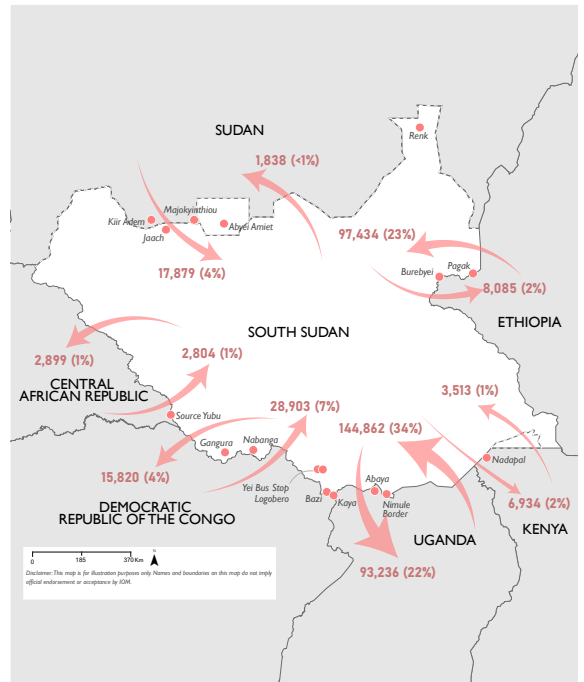 SUDAN
Renk
1,838 (<1%)
Majokyinthiou
Kiir Adem
Abyei Amiet
Jaach
97,434 (23%)
17,879 (4%)
Pagak
Burebyei
8,085 (2%)
ETHIOPIA
SOUTH SUDAN
2,899 (1%)
2,804 (1%)
CENTRAL
AFRICAN REPUBLIC
3,513 (1%)
28,903 (7%)
Source Yubu
144,862 (34%)
Nabanga
Gangura
Nadapal
15,820 (4%)
Yei Bus Stop
Logobero
Abaya
Bazi
Kaya
Nimule
Border
6,934 (2%)
DEMOCRATIC
REPUBLIC OF THE CONGO
KENYA
UGANDA
93,236 (22%)
N
0 185 370 Km
Disclaimer: This map is for illustration purposes only. Names and boundaries on this map do not imply
official endorsement or acceptance by IOM.